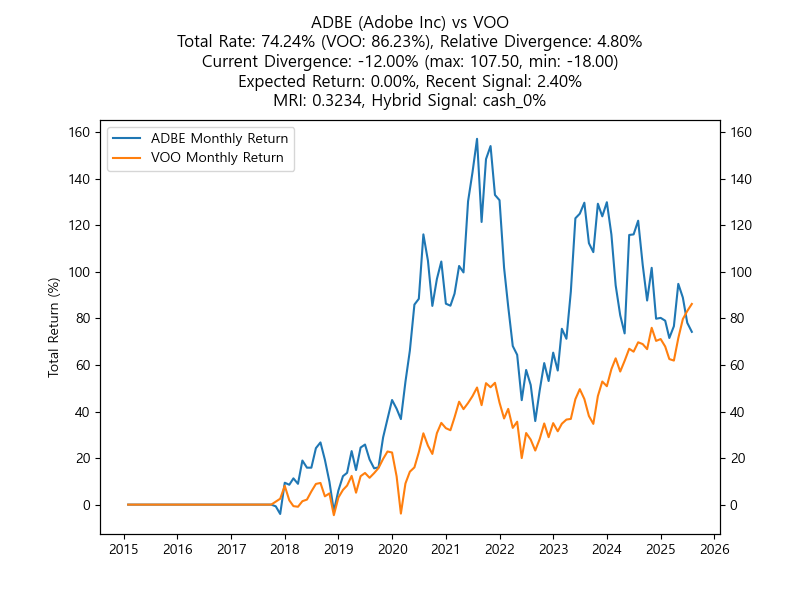 ADBE (Adobe Inc) vs VOO
Total Rate: 74.24% (VOO: 86.23%), Relative Divergence: 4.80%
Current Divergence: -12.00% (max: 107.50, min: -18.00)
Expected Return: 0.00%, Recent Signal: 2.40%
MRI: 0.3234, Hybrid Signal: cash_0%
ADBE Monthly Return
VOO Monthly Return
Total Return (%)
160
140
120
100
80
60
40
20
0
160
140
120
100
80
60
40
20
0
2015 2016 2017 2018 2019 2020 2021 2022 2023 2024 2025 2026